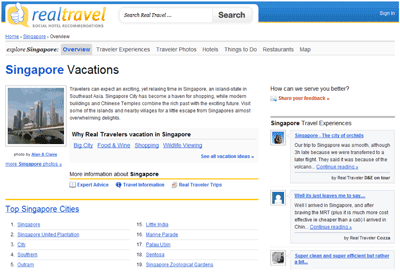 realtravel
SOCIAL HOTEL ACCOMMODATIONS
Search Real Travel ...
Search
Sign In
Home › Singapore › Overview
explore Singapore:
Overview
Traveler Experiences
Traveler Photos
Hotels
Things to Do
Restaurants
Map
Singapore Vacations
Travelers can expect an exciting, yet relaxing time in Singapore, an island-state in
Southeast Asia. Singapore City has become a haven for shopping, while modern
buildings and Chinese Temples combine the rich past with the exciting future. Visit
some of the islands and nearby villages for a little escape from Singapores almost
overwhelming delights.
photo by Alan & Claire
more Singapore photos »
Why Real Travelers vacation in Singapore
Big City
Food & Wine
Shopping
Wildlife Viewing
See all vacation ideas »
More information about Singapore
Expert Advice
Travel Information
Real Traveler Trips
Top Singapore Cities
1. Singapore
2. Singapore United Plantation
3. City
4. Southern
5. Outram
15. Little India
16. Marine Parade
17. Palau Ubin
18. Sentosa
19. Singapore Zoological Gardens
How can we serve you better?
Share your feedback »
Singapore Travel Experiences
Singapore - The city of orchids
Our trip to Singapore was smooth, although
3h late because we were transferred to a
later flight. They said it was because of the
volcano... Continue reading »
by Real Traveler D&E on tour
Well its just leaves me to say...
Well I arrived in Singapore, and after
braving the MRT (plus it is much more cost
effective ie cheaper than a cab) I arrived in
Chin... Continue reading »
by Real Traveler Cozza
Super clean and super efficient but rather
a bit...